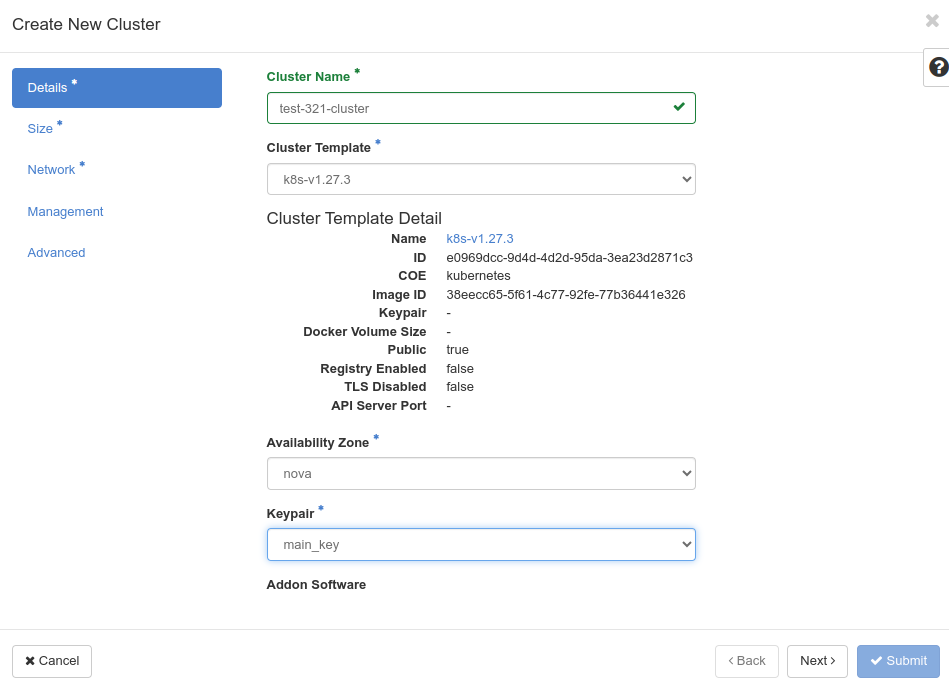 Create New Cluster
Details *
Size *
Network *
Management
Advanced
Cluster Name *
test-321-cluster
Cluster Template *
k8s-v1.27.3
Cluster Template Detail
Name k8s-v1.27.3
ID e0969dcc-9d4d-4d2d-95da-3ea23d2871c3
COE kubernetes
Image ID 38eecc65-5f61-4c77-92fe-77b36441e326
Keypair -
Docker Volume Size -
Public true
Registry Enabled false
TLS Disabled false
API Server Port -
Availability Zone *
nova
Keypair *
main_key
Addon Software
Cancel
Back
Next
Submit